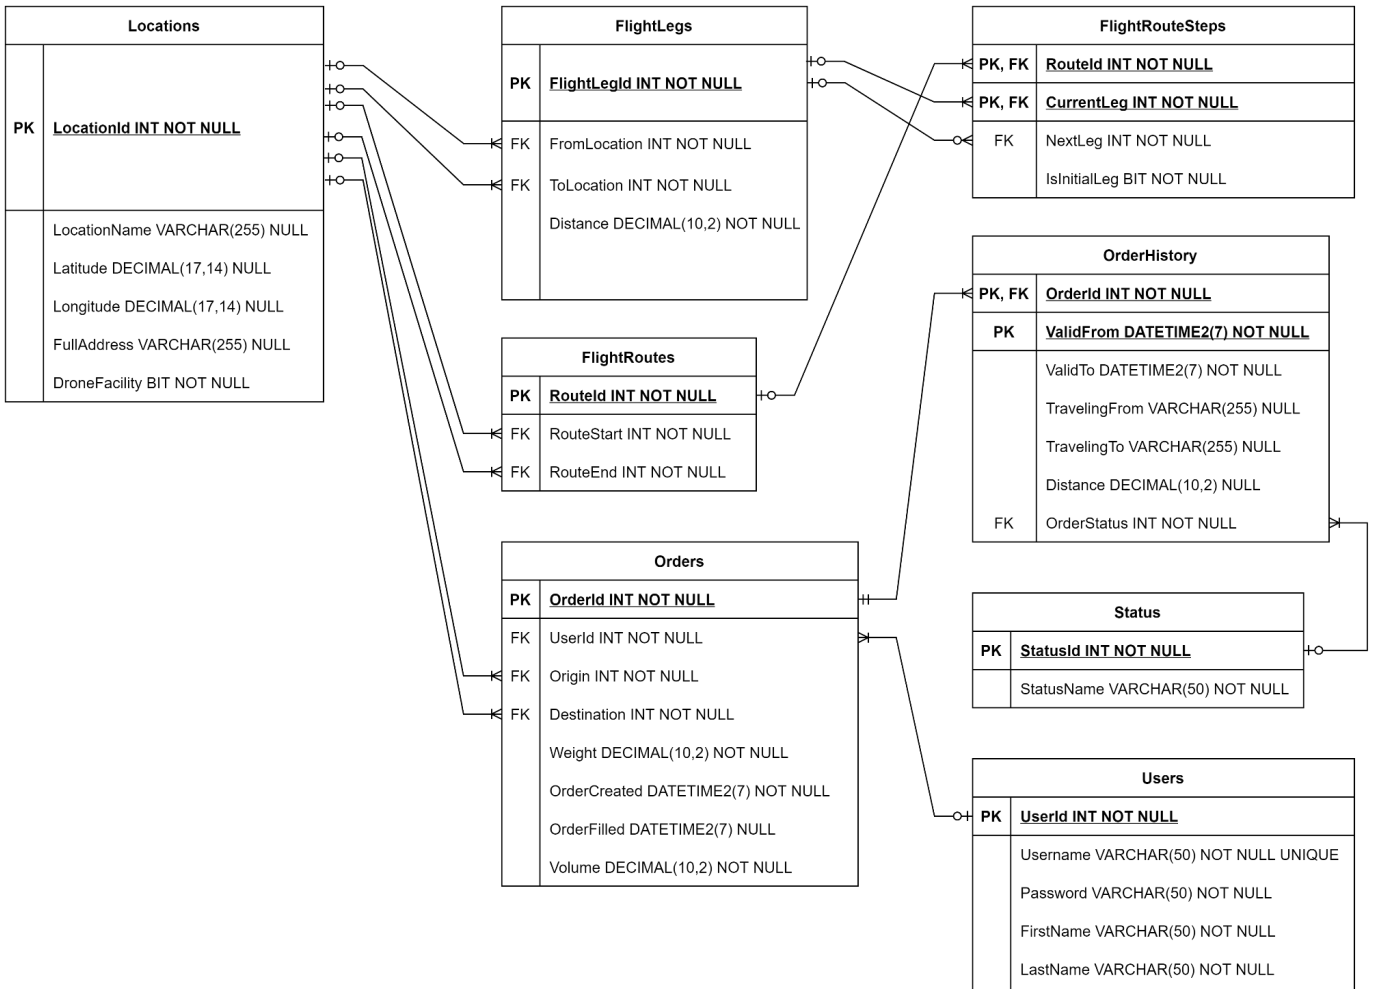 Locations
PK LocationId INT NOT NULL
LocationName VARCHAR(255) NULL
Latitude DECIMAL(17,14) NULL
Longitude DECIMAL(17,14) NULL
FullAddress VARCHAR(255) NULL
DroneFacility BIT NOT NULL
FlightLegs
PK FlightLegId INT NOT NULL
FK FromLocation INT NOT NULL
FK ToLocation INT NOT NULL
Distance DECIMAL(10,2) NOT NULL
FlightRoutes
PK RouteId INT NOT NULL
FK RouteStart INT NOT NULL
FK RouteEnd INT NOT NULL
Orders
PK OrderId INT NOT NULL
FK UserId INT NOT NULL
FK Origin INT NOT NULL
FK Destination INT NOT NULL
Weight DECIMAL(10,2) NOT NULL
OrderCreated DATETIME2(7) NOT NULL
OrderFilled DATETIME2(7) NULL
Volume DECIMAL(10,2) NOT NULL
FlightRouteSteps
PK, FK RouteId INT NOT NULL
PK, FK CurrentLeg INT NOT NULL
FK NextLeg INT NOT NULL
IsInitialLeg BIT NOT NULL
OrderHistory
PK, FK OrderId INT NOT NULL
PK ValidFrom DATETIME2(7) NOT NULL
ValidTo DATETIME2(7) NOT NULL
TravelingFrom VARCHAR(255) NULL
TravelingTo VARCHAR(255) NULL
Distance DECIMAL(10,2) NULL
FK OrderStatus INT NOT NULL
Status
PK StatusId INT NOT NULL
StatusName VARCHAR(50) NOT NULL
Users
PK UserId INT NOT NULL
Username VARCHAR(50) NOT NULL UNIQUE
Password VARCHAR(50) NOT NULL
FirstName VARCHAR(50) NOT NULL
LastName VARCHAR(50) NOT NULL